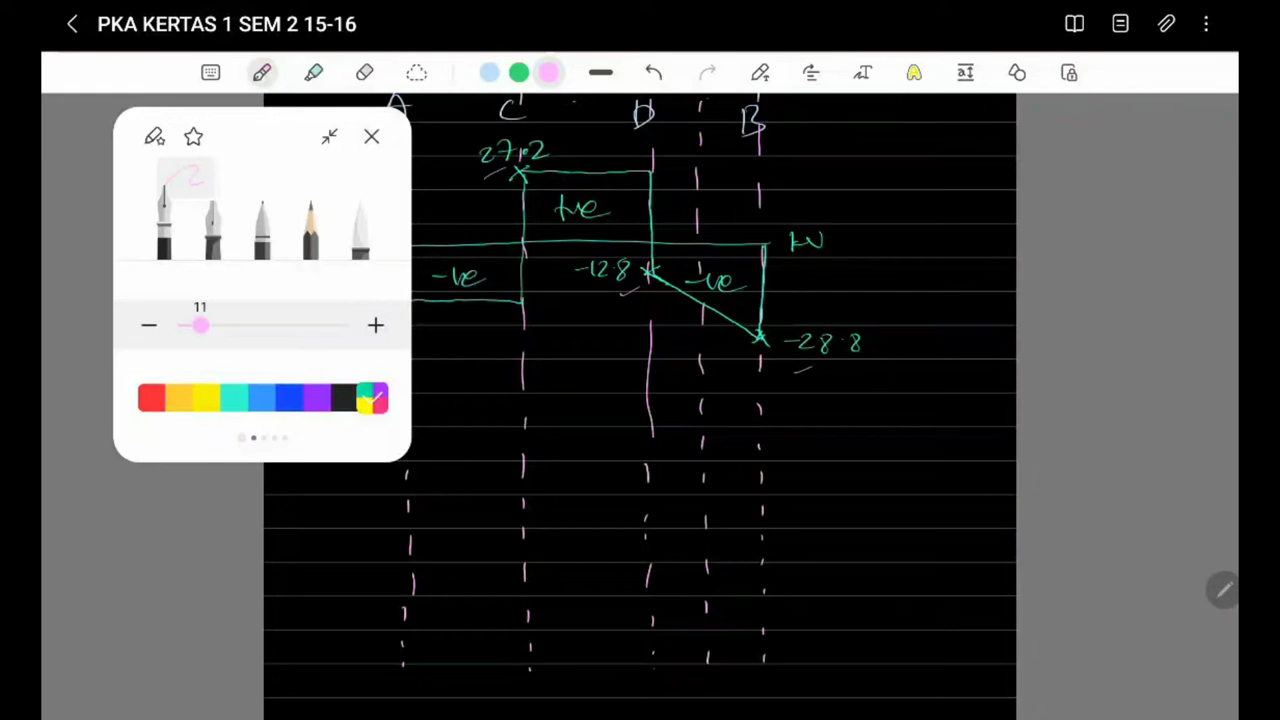 PKA KERTAS 1 SEM 2 15-16
A C D B
27.2
+ve
kN
-ve -12.8 -ve
11
-28.8